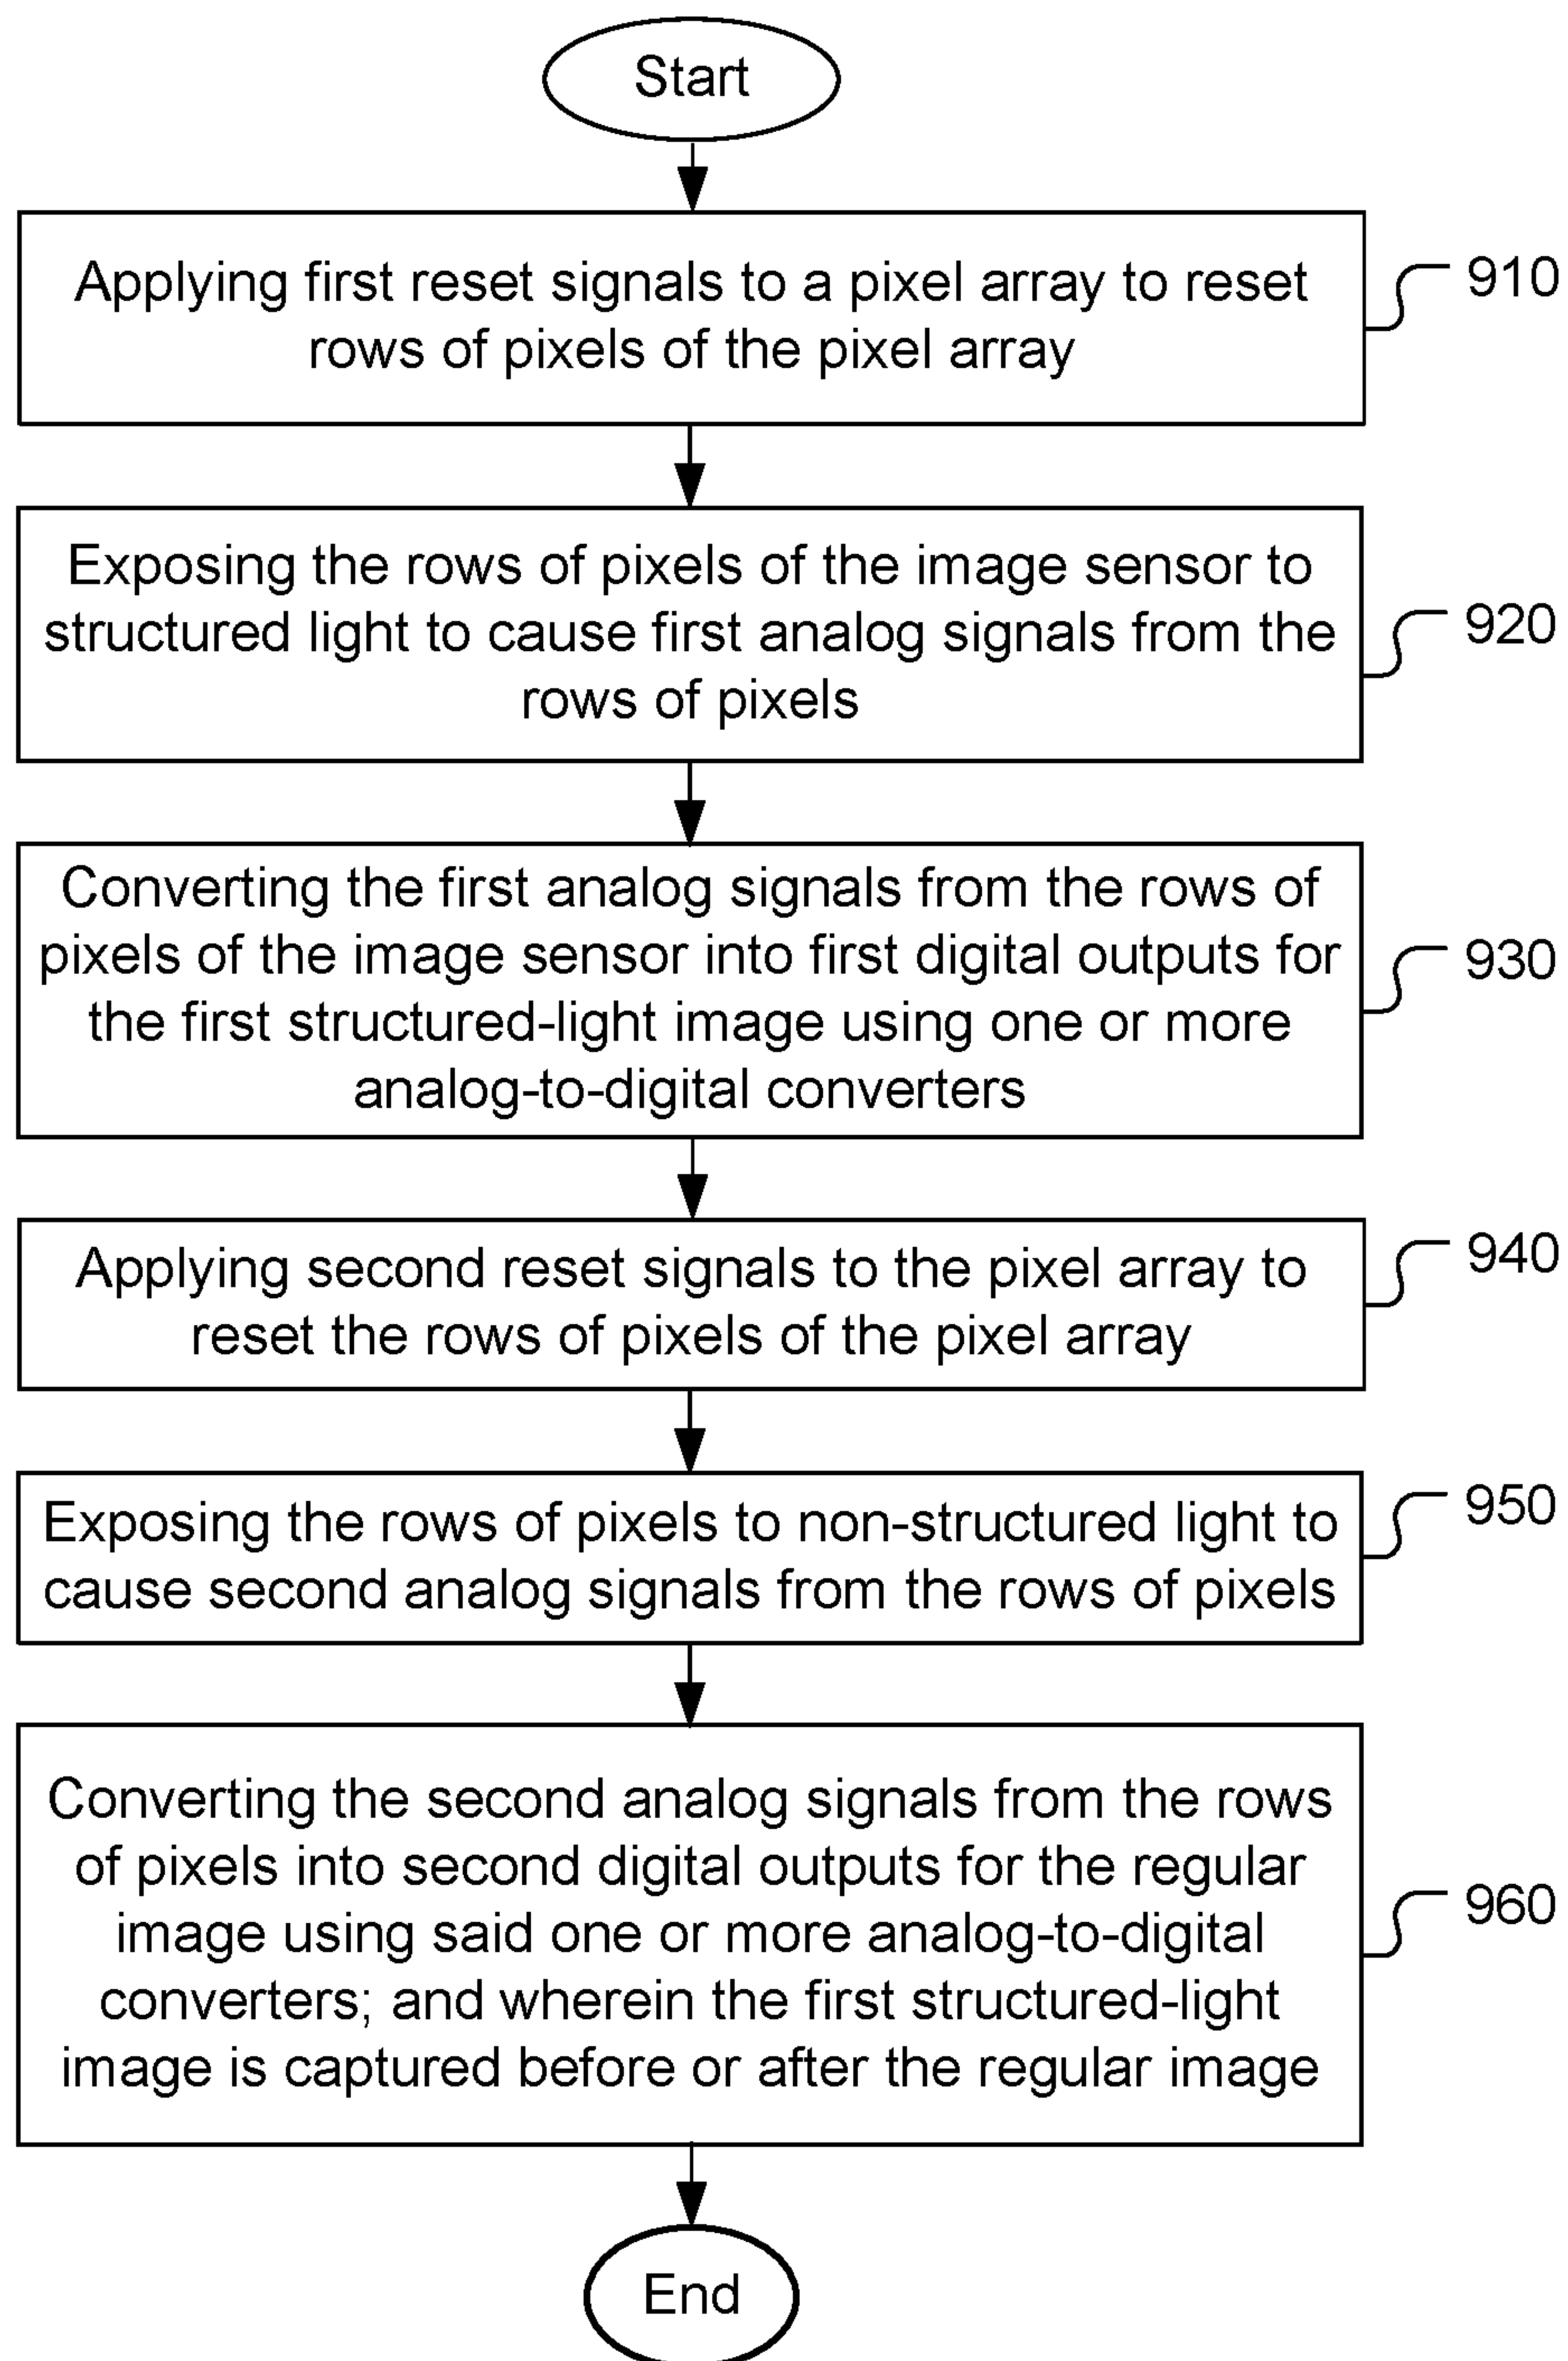 Start
Applying first reset signals to a pixel array to reset
rows of pixels of the pixel array
910
Exposing the rows of pixels of the image sensor to
structured light to cause first analog signals from the
rows of pixels
920
Converting the first analog signals from the rows of
pixels of the image sensor into first digital outputs for
the first structured-light image using one or more
analog-to-digital converters
930
Applying second reset signals to the pixel array to
reset the rows of pixels of the pixel array
940
Exposing the rows of pixels to non-structured light to
cause second analog signals from the rows of pixels
950
Converting the second analog signals from the rows
of pixels into second digital outputs for the regular
image using said one or more analog-to-digital
converters; and wherein the first structured-light
image is captured before or after the regular image
960
End